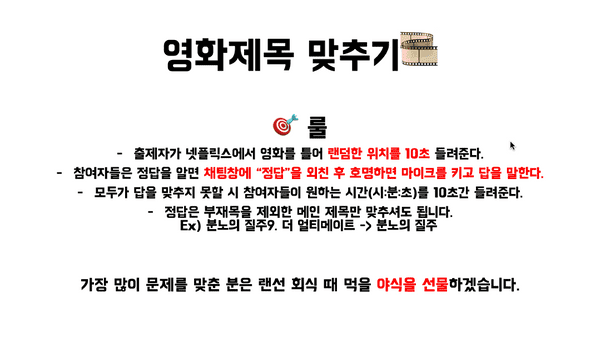 영화제목 맞추기
룰
- 출제자가 넷플릭스에서 영화를 틀어 랜덤한 위치를 10초 들려준다.
- 참여자들은 정답을 알면 채팅창에 “정답”을 외친 후 호명하면 마이크를 키고 답을 말한다.
- 모두가 답을 맞추지 못할 시 참여자들이 원하는 시간(시:분:초)를 10초간 들려준다.
- 정답은 부재목을 제외한 메인 제목만 맞추셔도 됩니다.
Ex) 분노의 질주9. 더 얼티메이트 -> 분노의 질주
가장 많이 문제를 맞춘 분은 랜선 회식 때 먹을 야식을 선물하겠습니다.